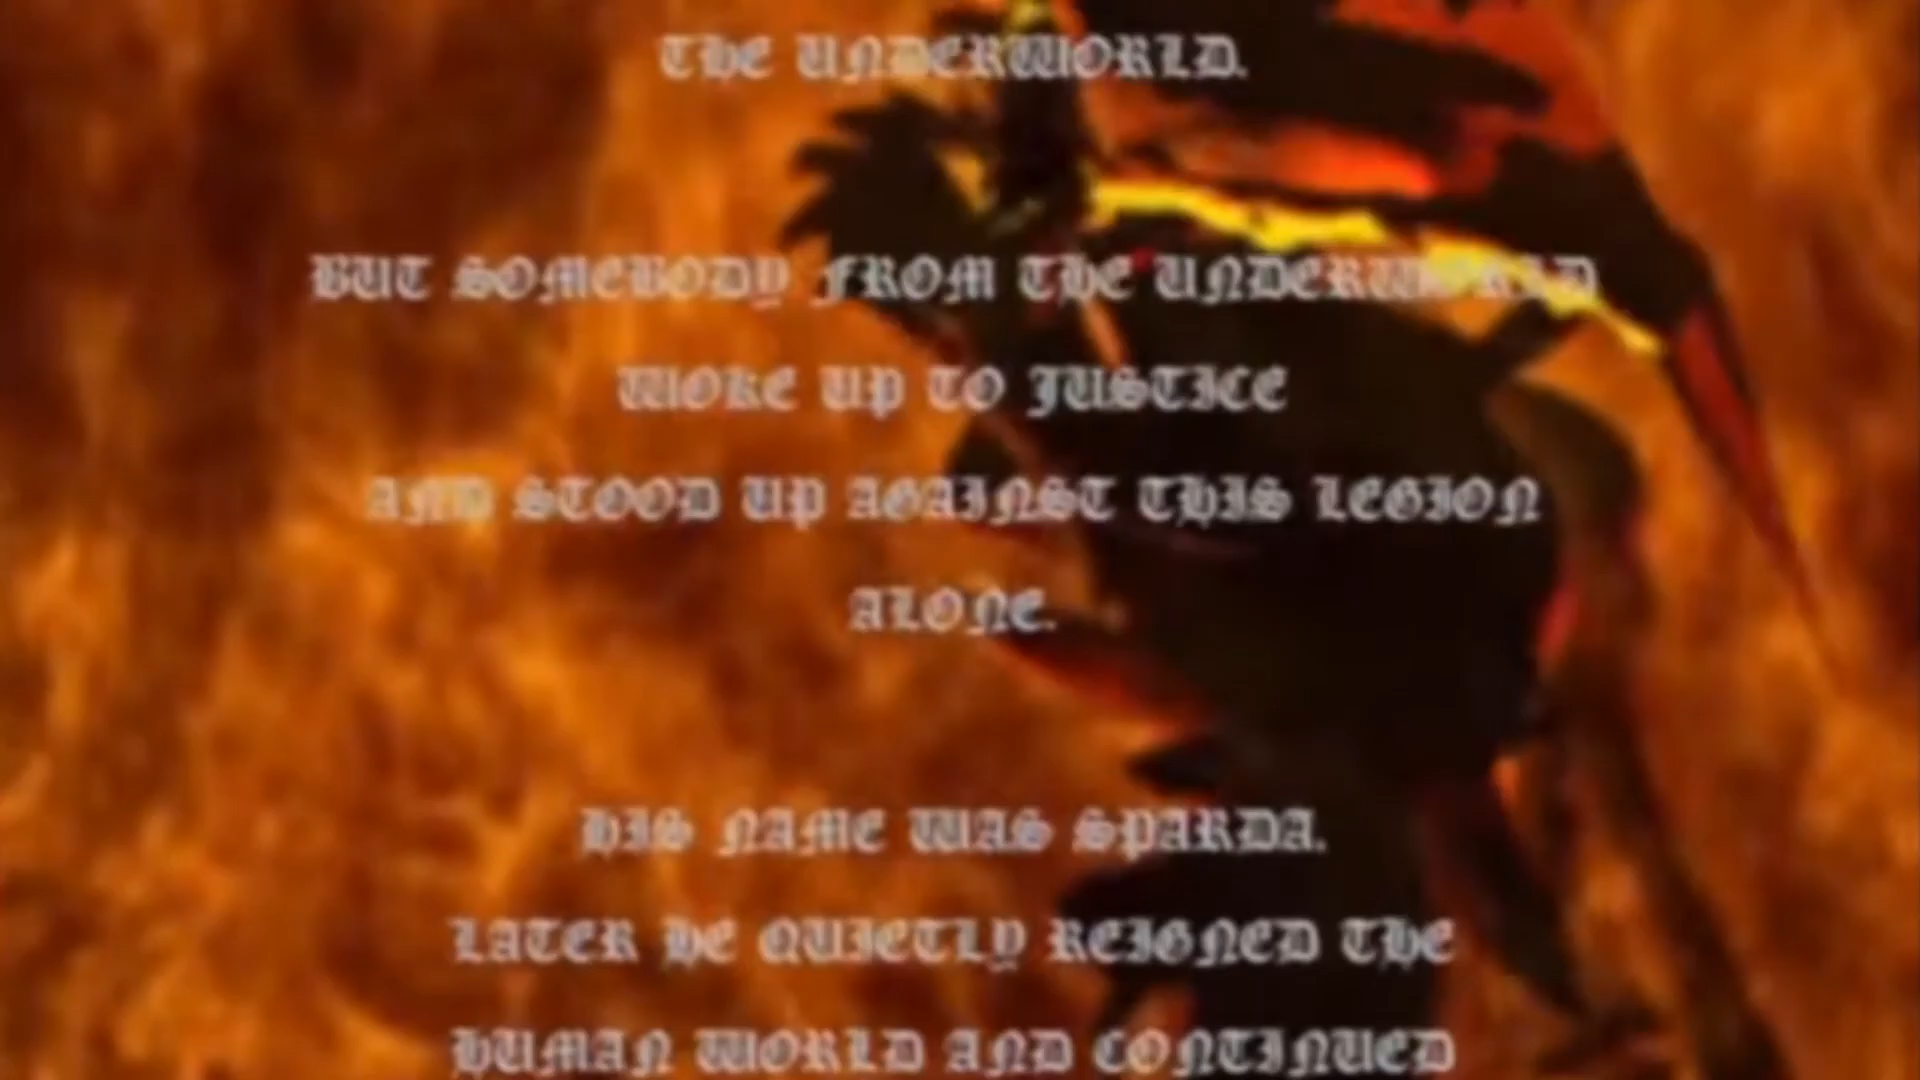 THE UNDERWORLD.
BUT SOMEBODY FROM THE UNDERWORLD
WOKE UP TO JUSTICE
AND STOOD UP AGAINST THIS LEGION
ALONE.
HIS NAME WAS SPARDA.
LATER HE QUIETLY REIGNED THE
HUMAN WORLD AND CONTINUED